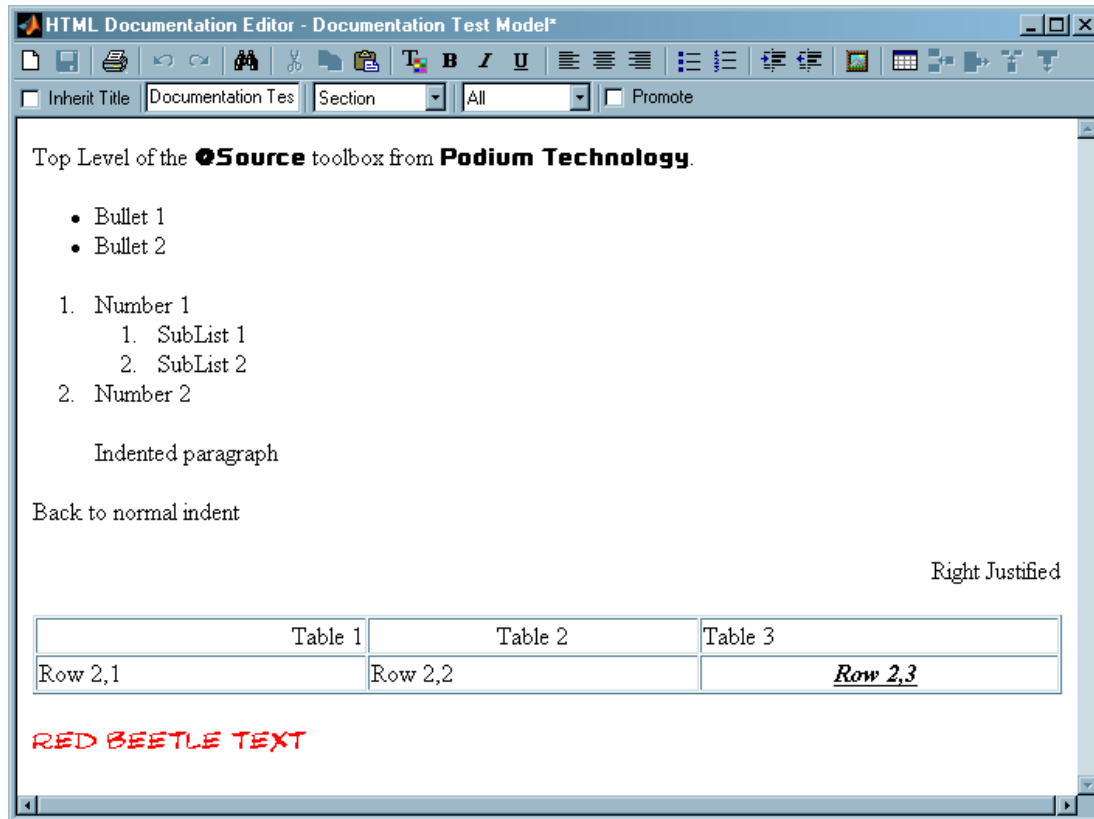 HTML Documentation Editor - Documentation Test Model*
B I U
Inherit Title Documentation Tes Section All Promote
Top Level of the @Source toolbox from Podium Technology.
• Bullet 1
• Bullet 2
1. Number 1
1. SubList 1
2. SubList 2
2. Number 2
Indented paragraph
Back to normal indent
Right Justified
Table 1 Table 2 Table 3
Row 2,1 Row 2,2 Row 2,3
RED BEETLE TEXT